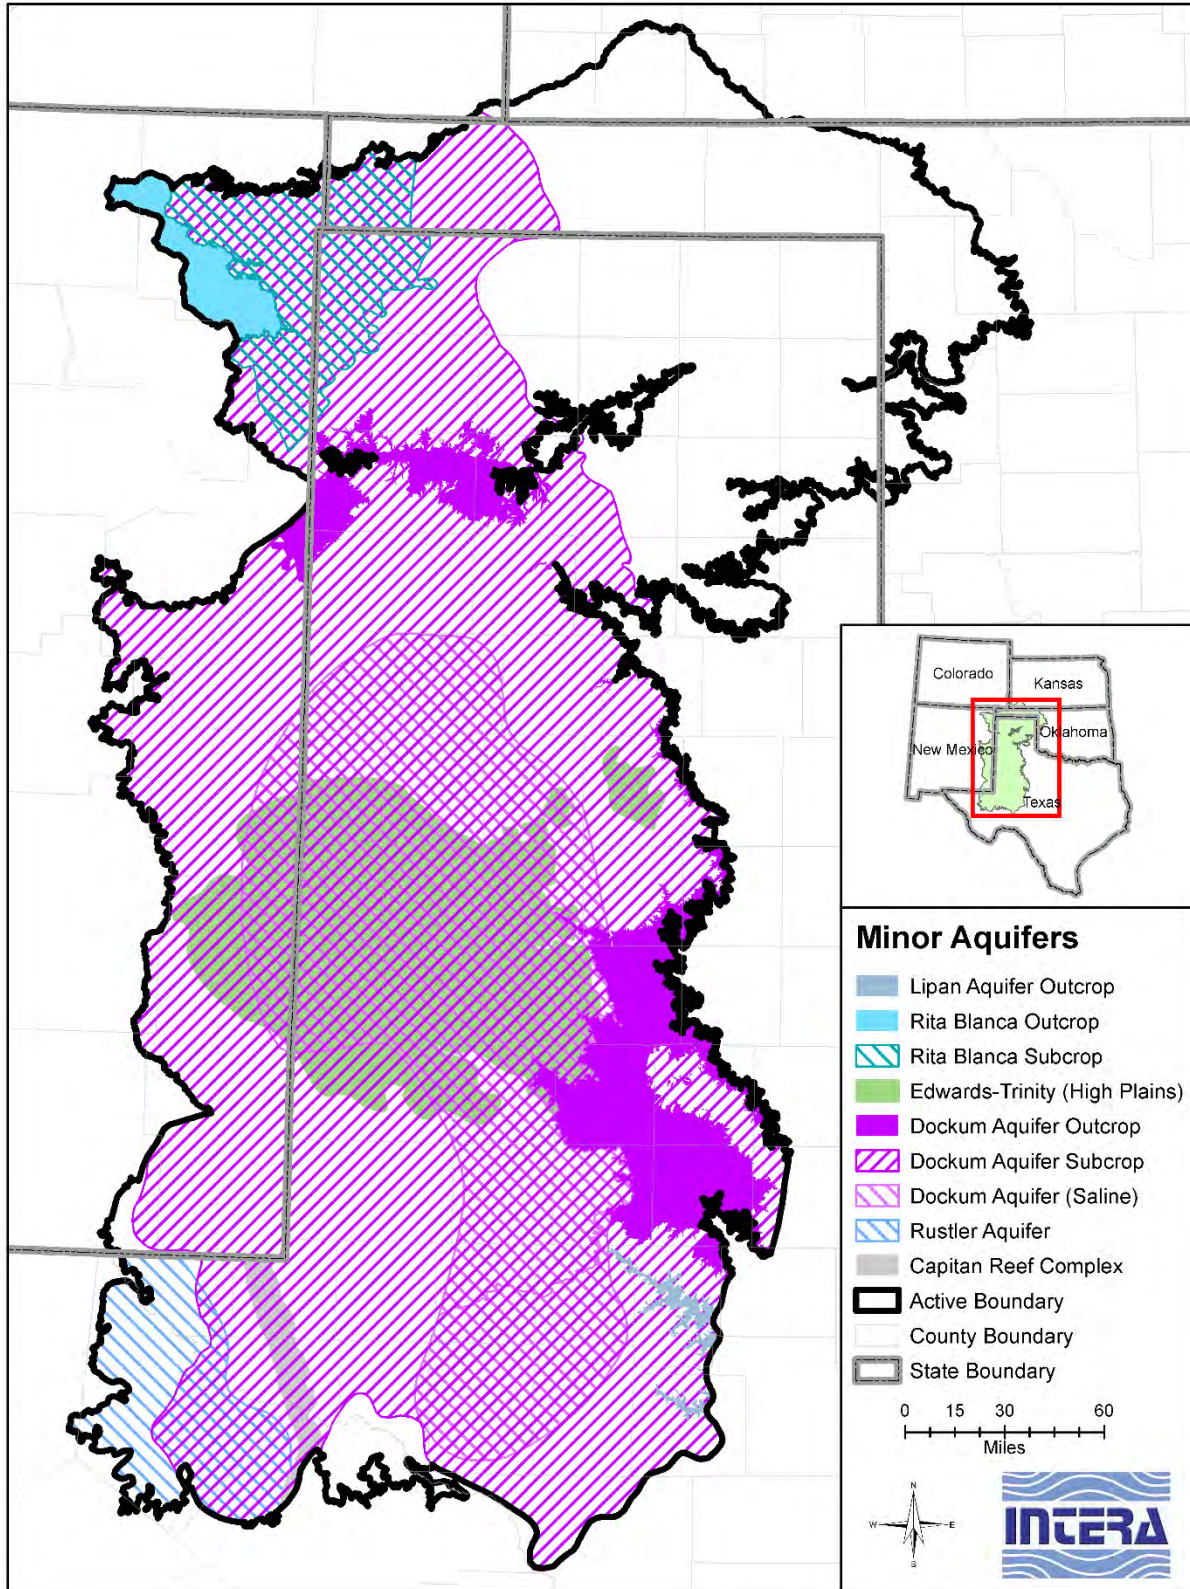 Colorado
Kansas
New Mexico
Oklahoma
Texas
Minor Aquifers
Lipan Aquifer Outcrop
Rita Blanca Outcrop
Rita Blanca Subcrop
Edwards-Trinity (High Plains)
Dockum Aquifer Outcrop
Dockum Aquifer Subcrop
Dockum Aquifer (Saline)
Rustler Aquifer
Capitan Reef Complex
Active Boundary
County Boundary
State Boundary
0 15 30 60
Miles
N
W E
S
INTERA